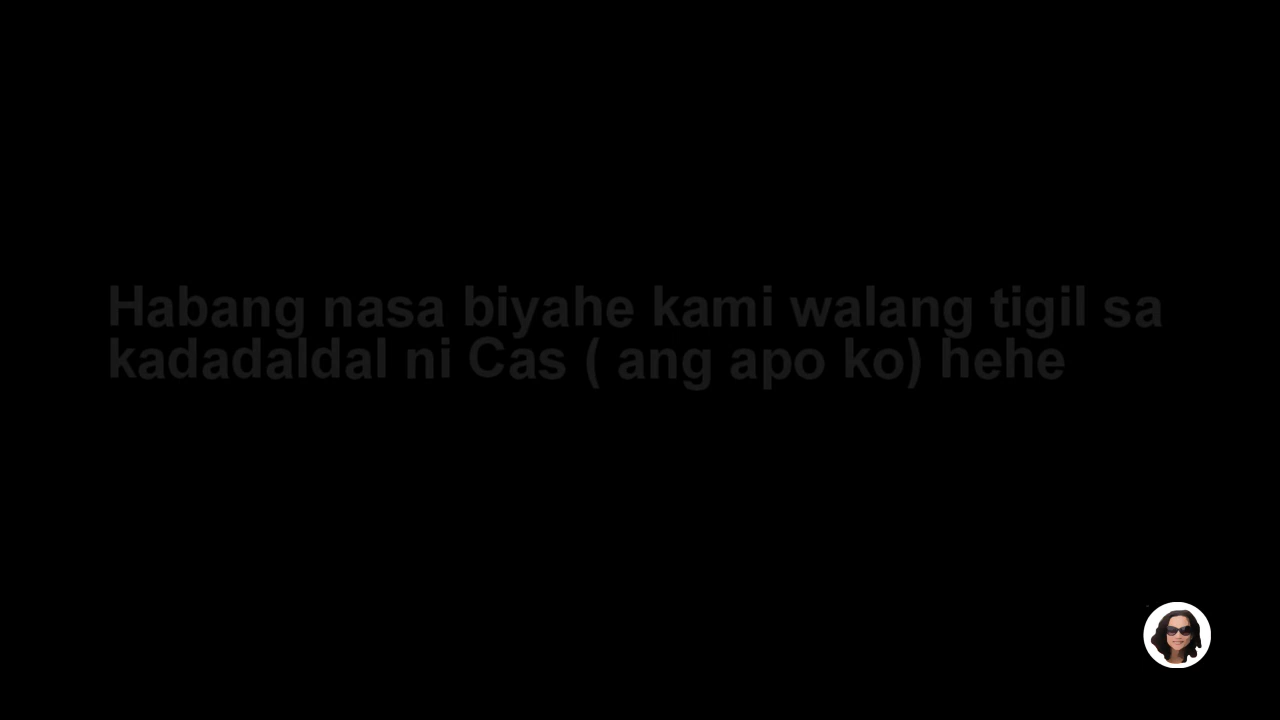 Habang nasa biyahe kami walang tigil sa
kadadaldal ni Cas ( ang apo ko) hehe